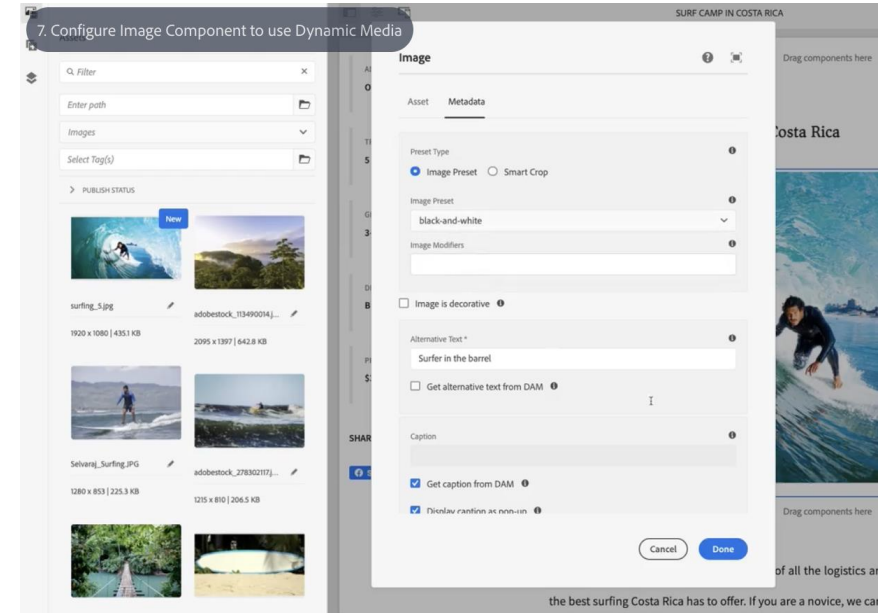 SURF CAMP IN COSTA RICA
7. Configure Image Component to use Dynamic Media
Filter
Enter path
Images
Select Tag(s)
PUBLISH STATUS
New
surfing_5.jpg
1920 x 1080 | 435.1 KB
adobestock_113490014.j...
2095 x 1397 | 642.8 KB
Selvaraj_Surfing.JPG
1280 x 853 | 225.3 KB
adobestock_278302117.j...
1215 x 810 | 206.5 KB
SHAR
Image
Asset Metadata
Preset Type
Image Preset Smart Crop
Image Preset
black-and-white
Image Modifiers
Image is decorative
Alternative Text *
Surfer in the barrel
Get alternative text from DAM
Caption
Get caption from DAM
Display caption as pop-up
Cancel Done
Drag components here
Costa Rica
Drag components here
of all the logistics
the best surfing Costa Rica has to offer. If you are a novice, we